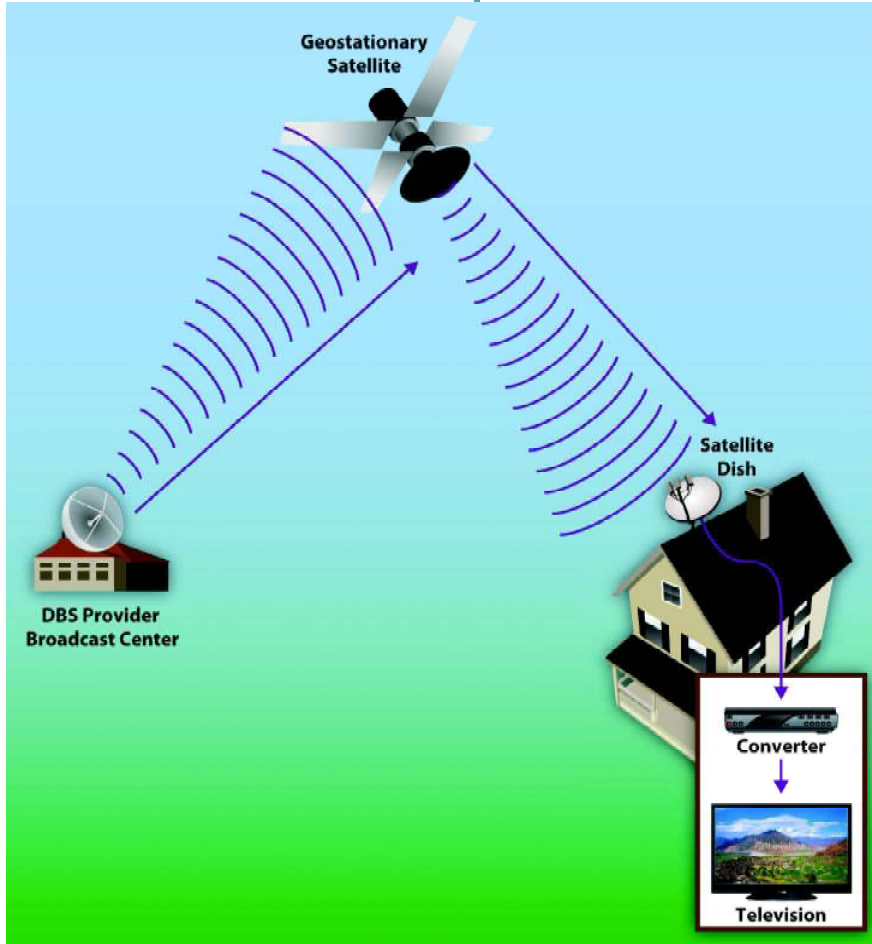 Geostationary
Satellite
Satellite
Dish
DBS Provider
Broadcast Center
Converter
Television